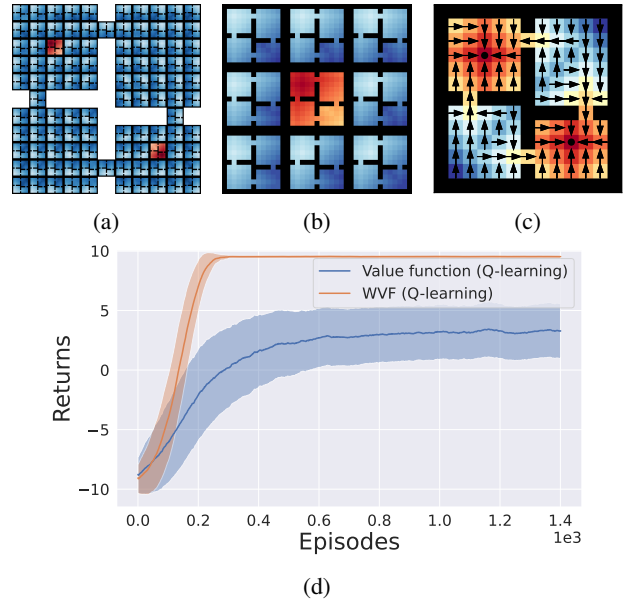 (a)
(b)
(c)
10
5
0
−5
−10
Returns
Value function (Q-learning)
WVF (Q-learning)
0.0 0.2 0.4 0.6 0.8 1.0 1.2 1.4
1e3
Episodes
(d)